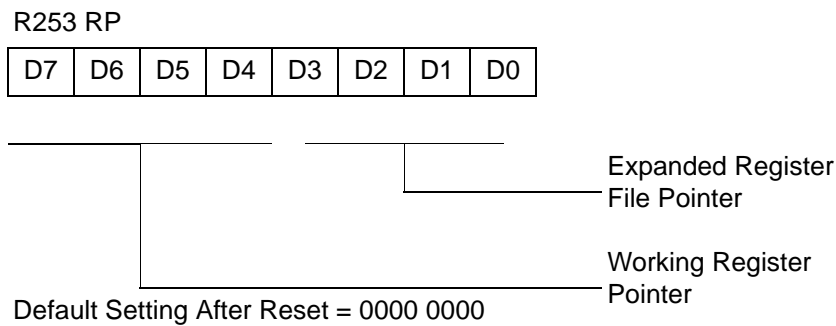 R253 RP
D7 D6 D5 D4 D3 D2 D1 D0
Expanded Register
File Pointer
Working Register
Pointer
Default Setting After Reset = 0000 0000